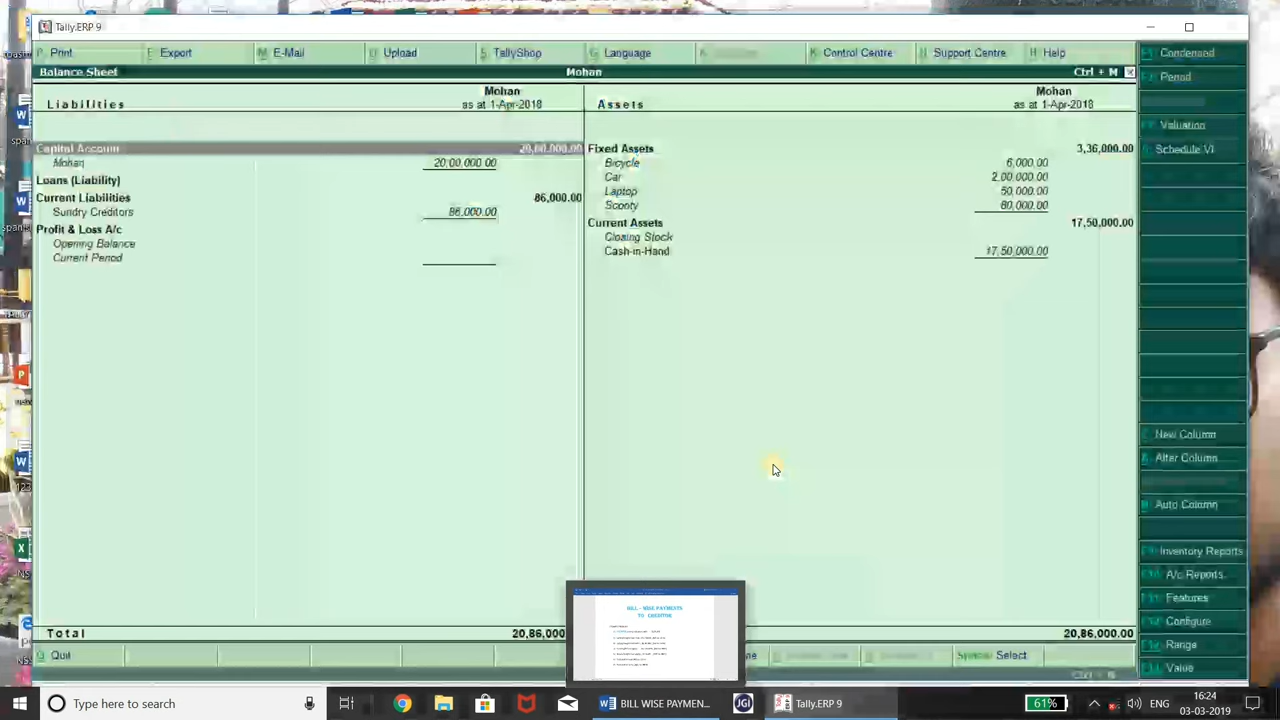 Tally.ERP 9
P: Print
E: Export
M: E-Mail
O: Upload
S: TallyShop
G: Language
K: Control Centre
H: Support Centre
H: Help
Condensed
Balance Sheet
Mohan
Ctrl + M
Period
Liabilities
Mohan
as at 1-Apr-2018
Assets
Mohan
as at 1-Apr-2018
Valuation
Schedule VI
Capital Account 20,00,000.00
Mohan 20,00,000.00
Loans (Liability)
Current Liabilities 86,000.00
Sundry Creditors 86,000.00
Profit & Loss A/c
Opening Balance
Current Period
Fixed Assets 3,36,000.00
Bicycle 6,000.00
Car 2,00,000.00
Laptop 50,000.00
Scooty 80,000.00
Current Assets 17,50,000.00
Closing Stock
Cash-in-Hand 17,50,000.00
New Column
Alter Column
Auto Column
Inventory Reports
A/c Reports
Features
Configure
Range
Value
BILL - WISE PAYMENTS
TO CREDITOR
Total 20,86,000 20,86,000.00
Q: Quit
Space: Select
Type here to search
BILL WISE PAYMEN...
JGI
Tally.ERP 9
61%
ENG
16:24
03-03-2019